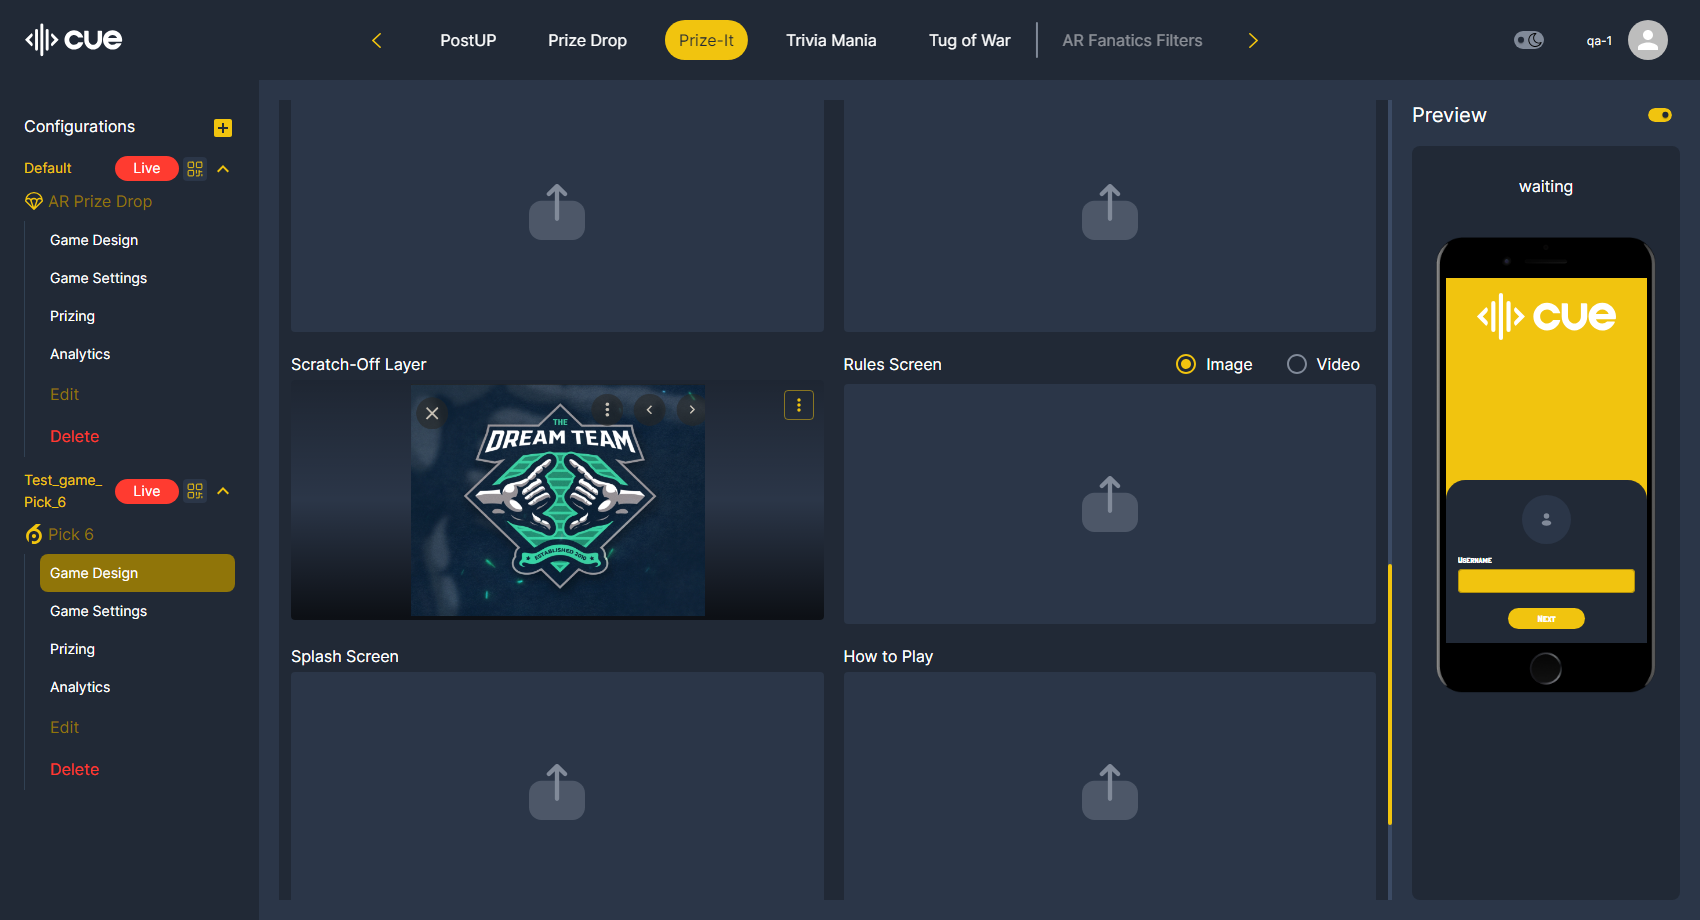 cue
PostUP
Prize Drop
Prize-It
Trivia Mania
Tug of War
AR Fanatics Filters
qa-1
Configurations
Default
Live
AR Prize Drop
Game Design
Game Settings
Prizing
Analytics
Edit
Delete
Test_game_
Pick_6
Live
Pick 6
Game Design
Game Settings
Prizing
Analytics
Edit
Delete
Scratch-Off Layer
THE
DREAM TEAM
ESTABLISHED 2010
Rules Screen
Image
Video
Splash Screen
How to Play
Preview
waiting
cue
Username
Next